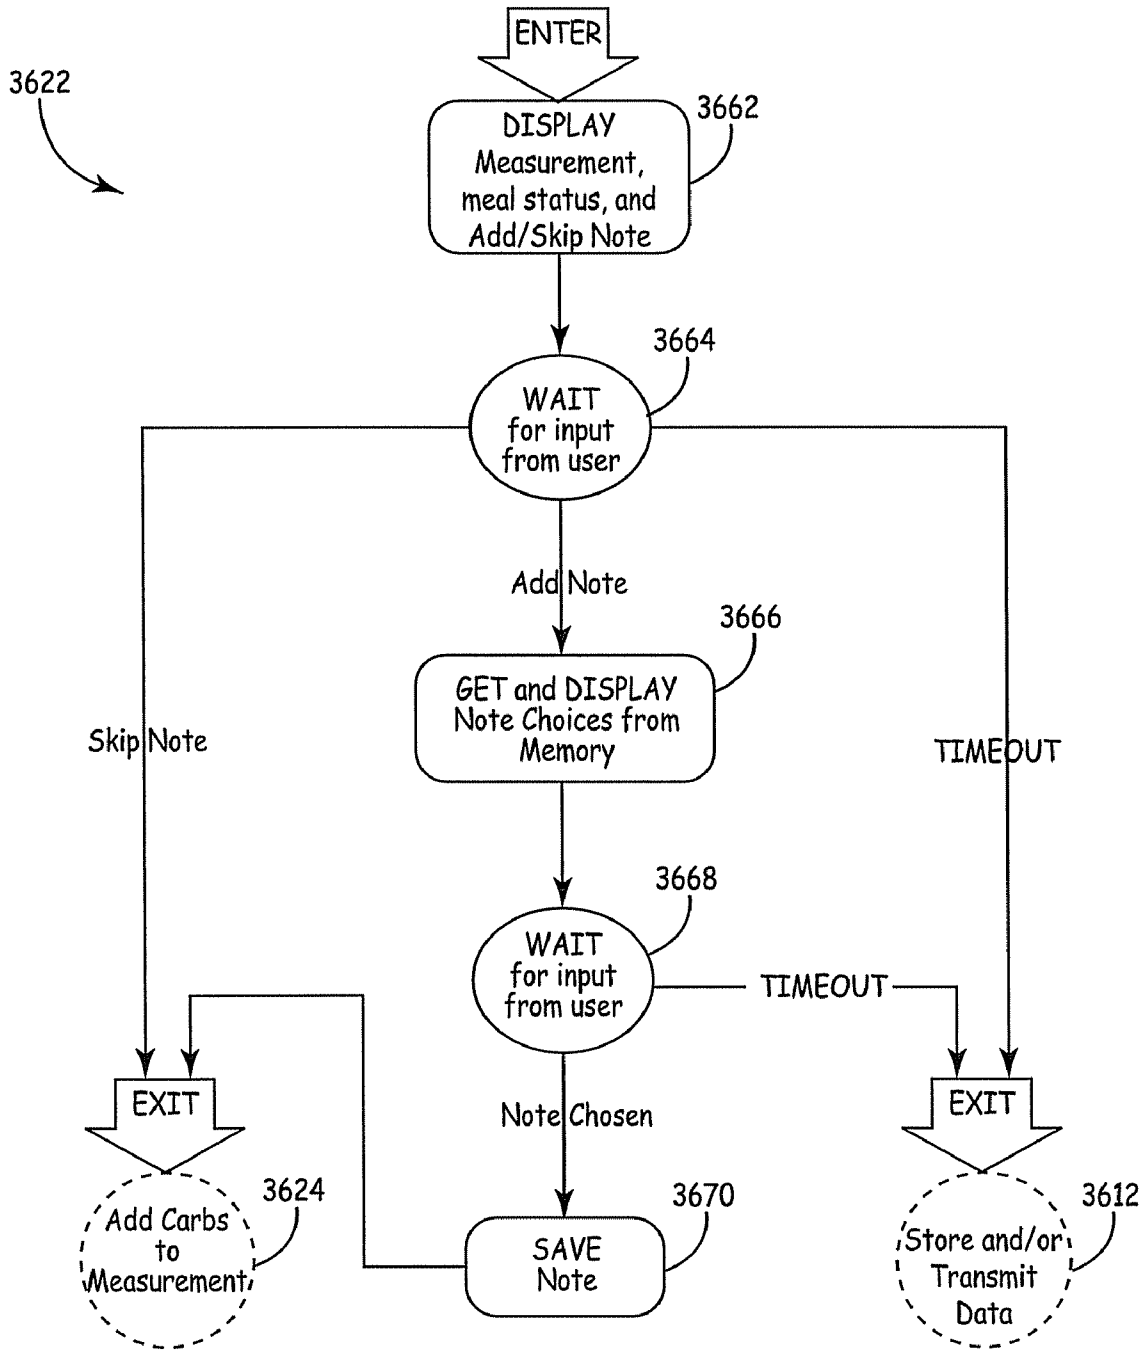 ENTER
3622
3662
DISPLAY
Measurement,
meal status, and
Add/Skip Note
3664
WAIT
for input
from user
Add Note
3666
GET and DISPLAY
Note Choices from
Memory
Skip Note
TIMEOUT
3668
WAIT
for input
from user
TIMEOUT
EXIT
Note Chosen
EXIT
3624
Add Carbs
to
Measurement
3670
SAVE
Note
3612
Store and/or
Transmit
Data